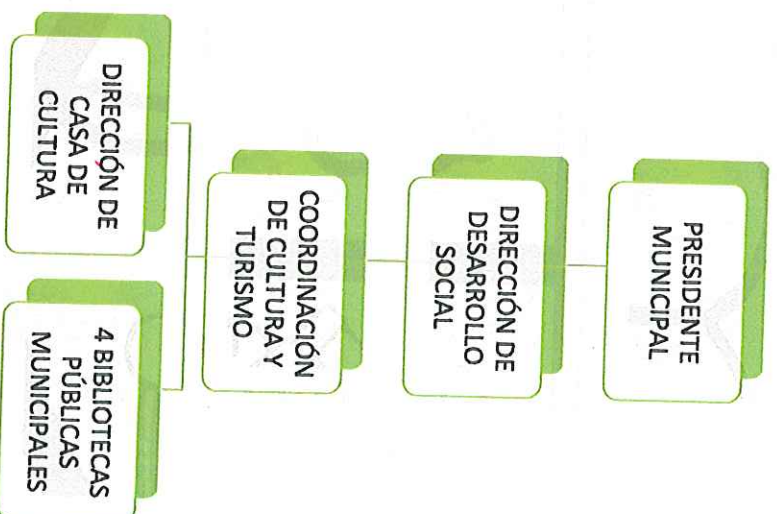 PRESIDENTE
MUNICIPAL
DIRECCIÓN DE
DESARROLLO
SOCIAL
COORDINACIÓN
DE CULTURA Y
TURISMO
DIRECCIÓN DE
CASA DE
CULTURA
4 BIBLIOTECAS
PÚBLICAS
MUNICIPALES